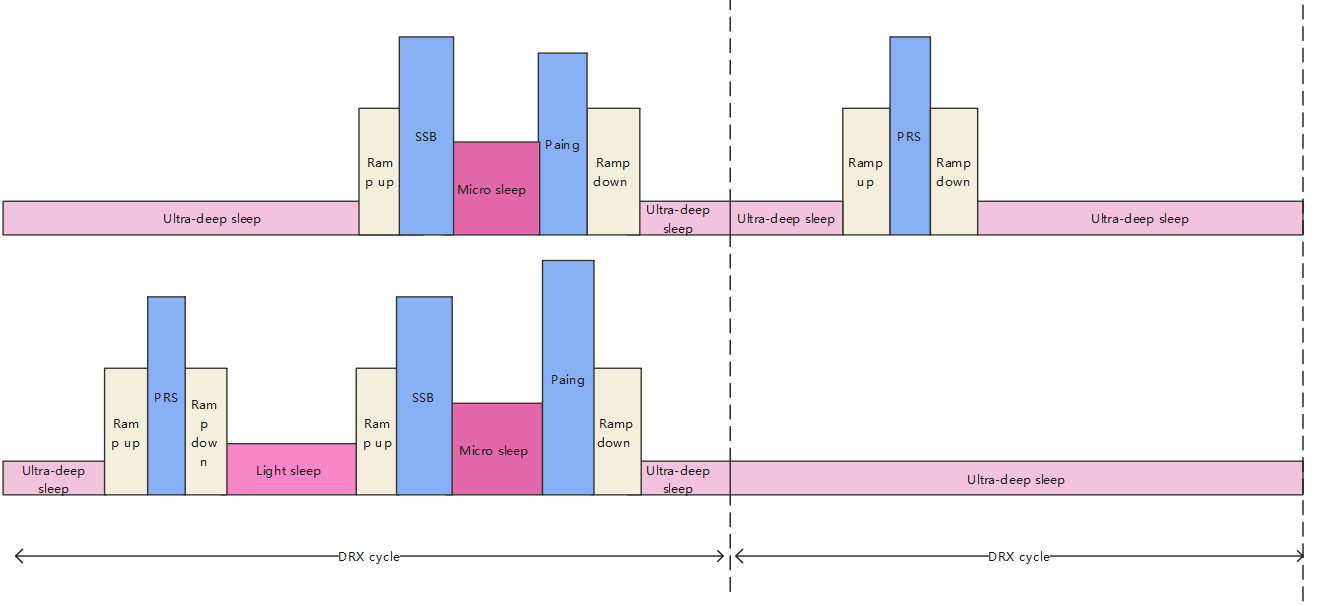 Ultra-deep sleep
Ram
p up
SSB
Micro sleep
Paing
Ramp
down
Ultra-deep
sleep
Ultra-deep sleep
Ramp
up
PRS
Ramp
down
Ultra-deep sleep
Ultra-deep
sleep
Ram
p up
PRS
Ram
p
dow
n
Light sleep
Ram
p up
SSB
Micro sleep
Paing
Ramp
down
Ultra-deep
sleep
Ultra-deep sleep
DRX cycle
DRX cycle